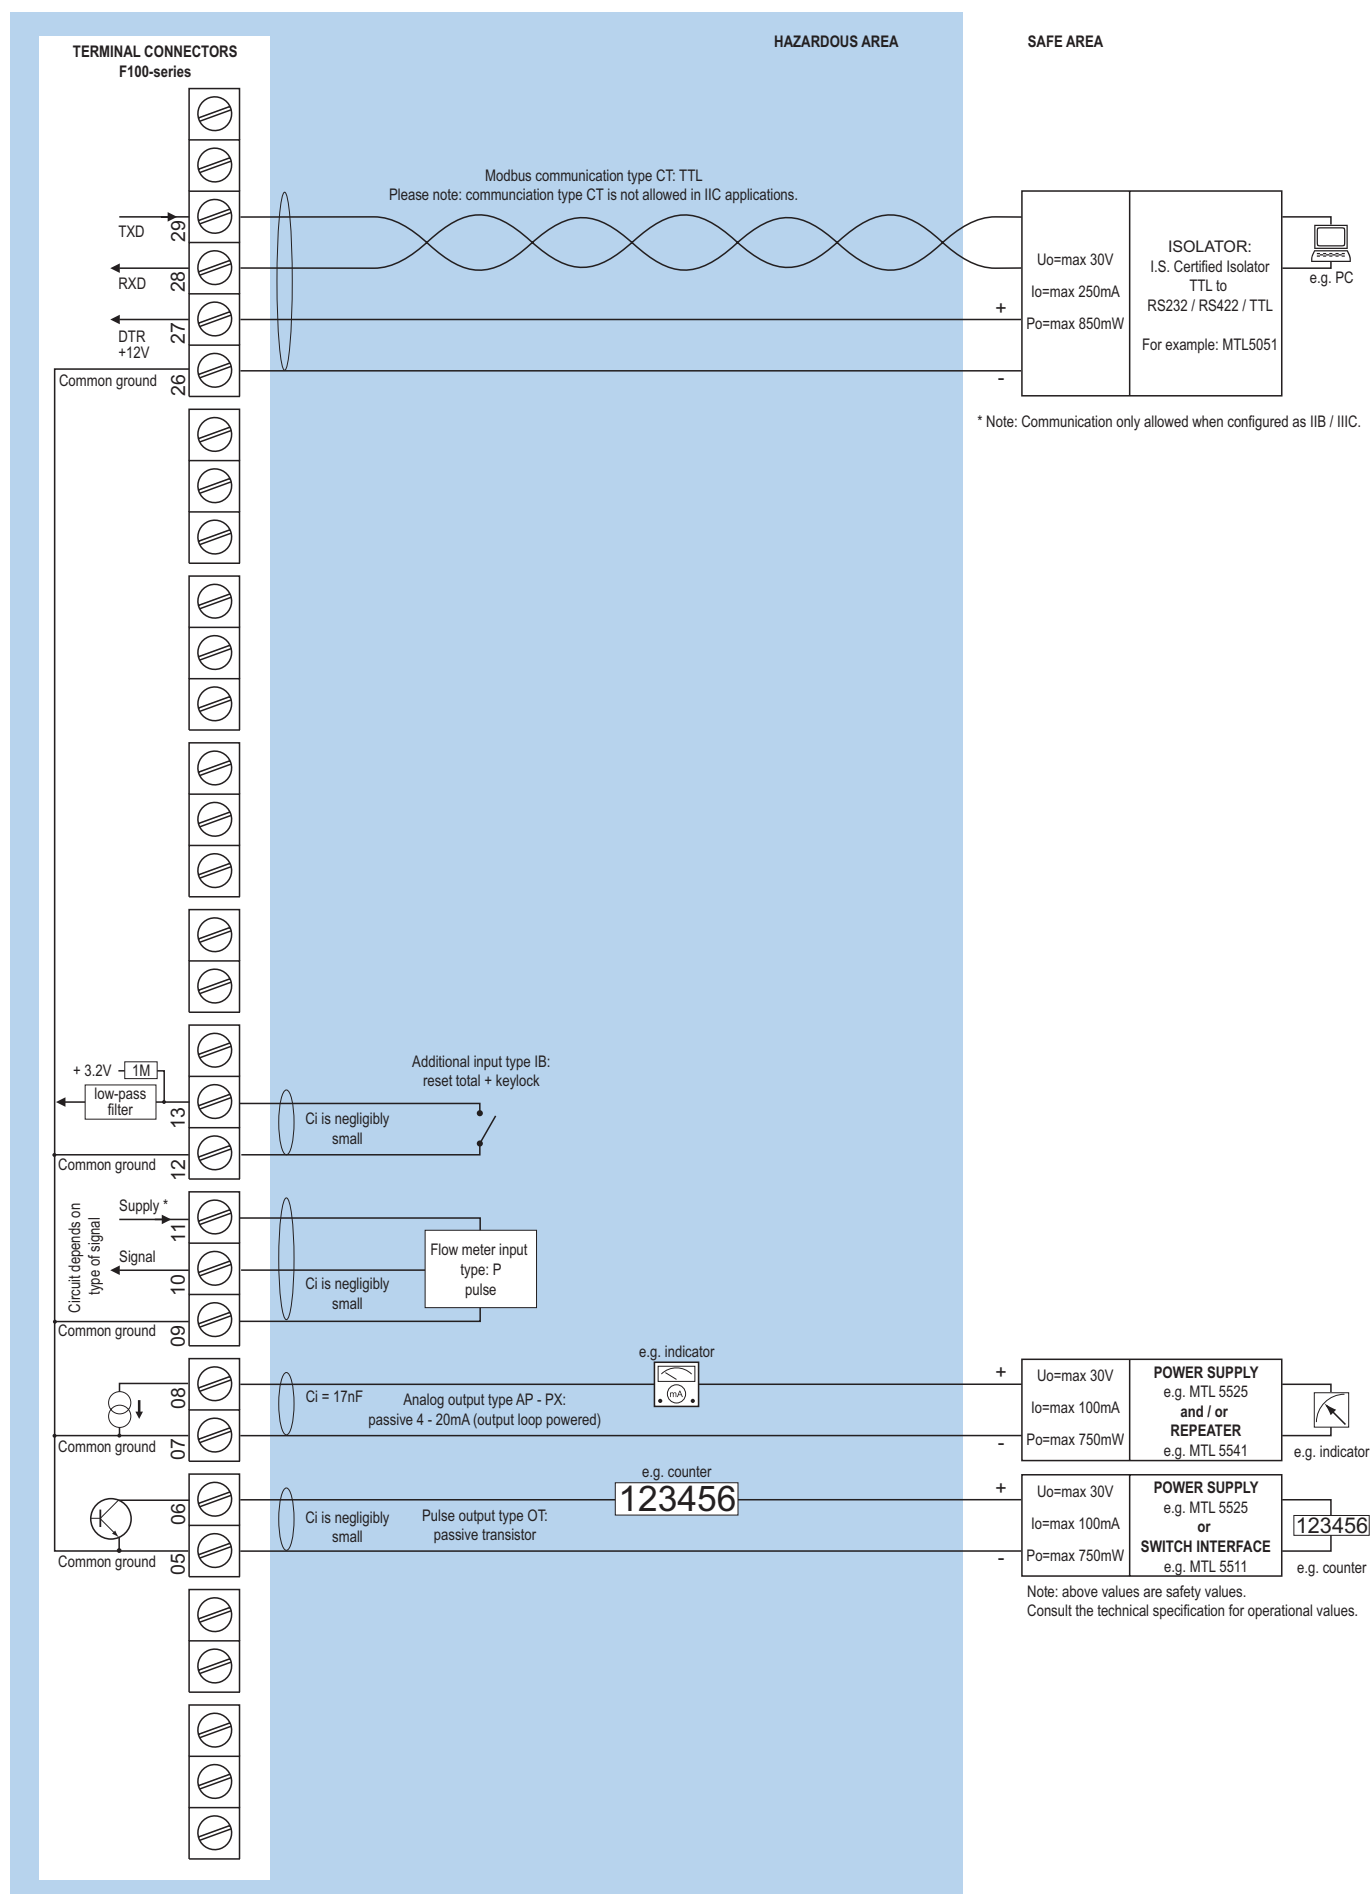 TERMINAL CONNECTORS
F100-series
HAZARDOUS AREA
SAFE AREA
Modbus communication type CT: TTL
Please note: communciation type CT is not allowed in IIC applications.
TXD
29
RXD
28
DTR
+12V
27
Common ground
26
+
-
Uo=max 30V
Io=max 250mA
Po=max 850mW
ISOLATOR:
I.S. Certified Isolator
TTL to
RS232 / RS422 / TTL
For example: MTL5051
e.g. PC
* Note: Communication only allowed when configured as IIB / IIIC.
+ 3.2V
1M
low-pass
filter
13
Common ground
12
Additional input type IB:
reset total + keylock
Ci is negligibly
small
Circuit depends on
type of signal
Supply *
11
Signal
10
Common ground
09
Ci is negligibly
small
Flow meter input
type: P
pulse
08
Common ground
07
Ci = 17nF
Analog output type AP - PX:
passive 4 - 20mA (output loop powered)
e.g. indicator
mA
+
-
Uo=max 30V
Io=max 100mA
Po=max 750mW
POWER SUPPLY
e.g. MTL 5525
and / or
REPEATER
e.g. MTL 5541
e.g. indicator
06
Common ground
05
Ci is negligibly
small
Pulse output type OT:
passive transistor
e.g. counter
123456
+
-
Uo=max 30V
Io=max 100mA
Po=max 750mW
POWER SUPPLY
e.g. MTL 5525
or
SWITCH INTERFACE
e.g. MTL 5511
123456
e.g. counter
Note: above values are safety values.
Consult the technical specification for operational values.